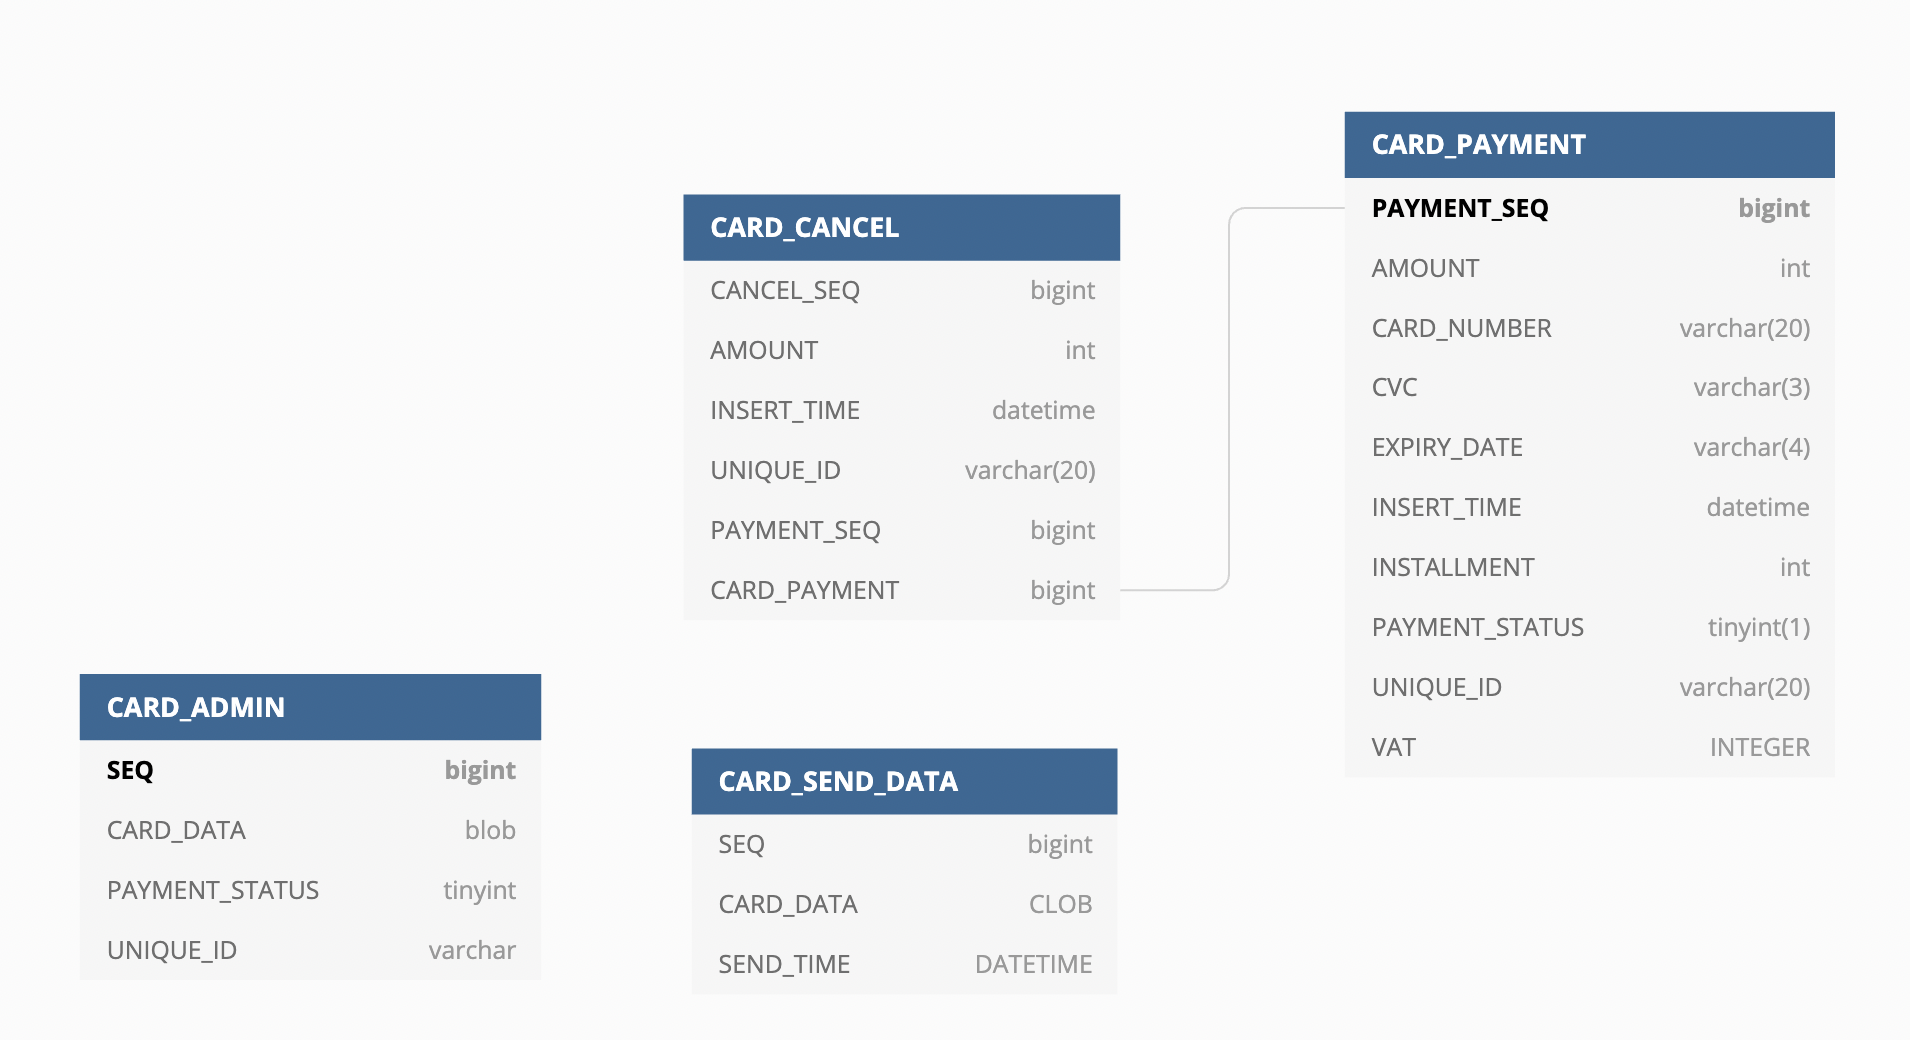 CARD_CANCEL
CANCEL_SEQ bigint
AMOUNT int
INSERT_TIME datetime
UNIQUE_ID varchar(20)
PAYMENT_SEQ bigint
CARD_PAYMENT bigint
CARD_PAYMENT
PAYMENT_SEQ bigint
AMOUNT int
CARD_NUMBER varchar(20)
CVC varchar(3)
EXPIRY_DATE varchar(4)
INSERT_TIME datetime
INSTALLMENT int
PAYMENT_STATUS tinyint(1)
UNIQUE_ID varchar(20)
VAT INTEGER
CARD_ADMIN
SEQ bigint
CARD_DATA blob
PAYMENT_STATUS tinyint
UNIQUE_ID varchar
CARD_SEND_DATA
SEQ bigint
CARD_DATA CLOB
SEND_TIME DATETIME